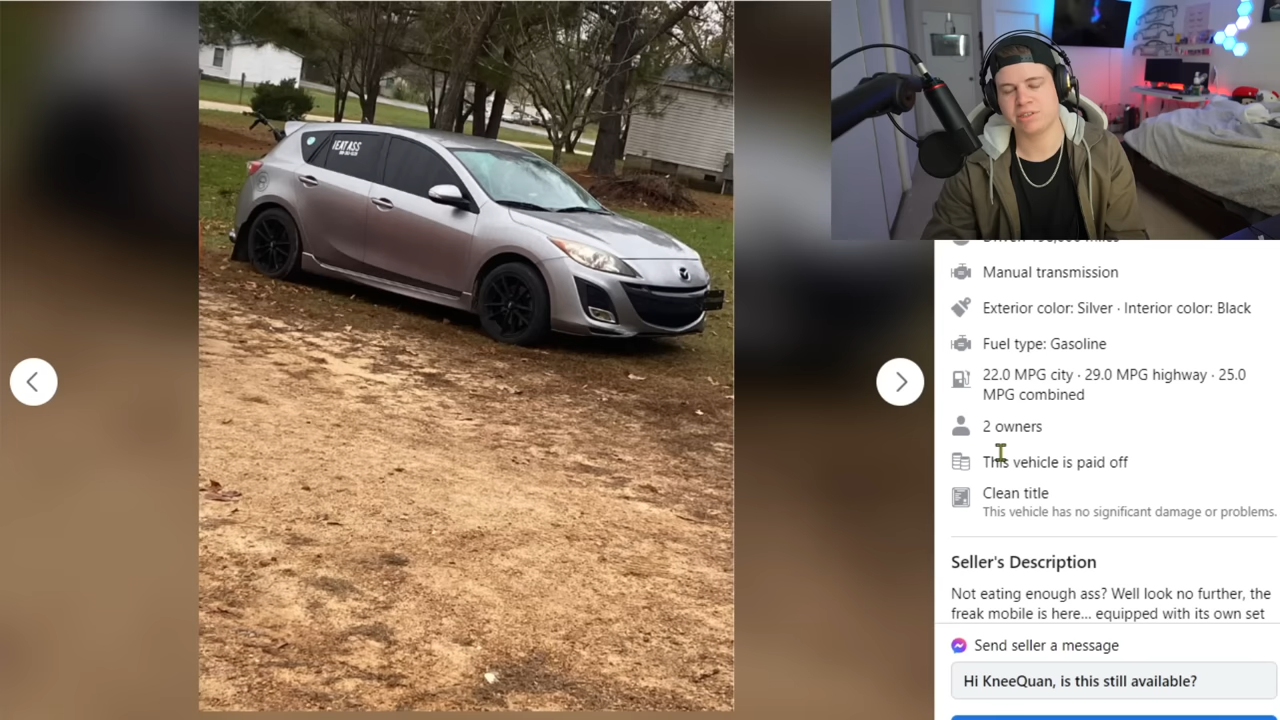 I EAT ASS
Manual transmission
Exterior color: Silver · Interior color: Black
Fuel type: Gasoline
22.0 MPG city · 29.0 MPG highway · 25.0
MPG combined
2 owners
This vehicle is paid off
Clean title
This vehicle has no significant damage or problems.
Seller's Description
Not eating enough ass? Well look no further, the
freak mobile is here... equipped with its own set
Send seller a message
Hi KneeQuan, is this still available?